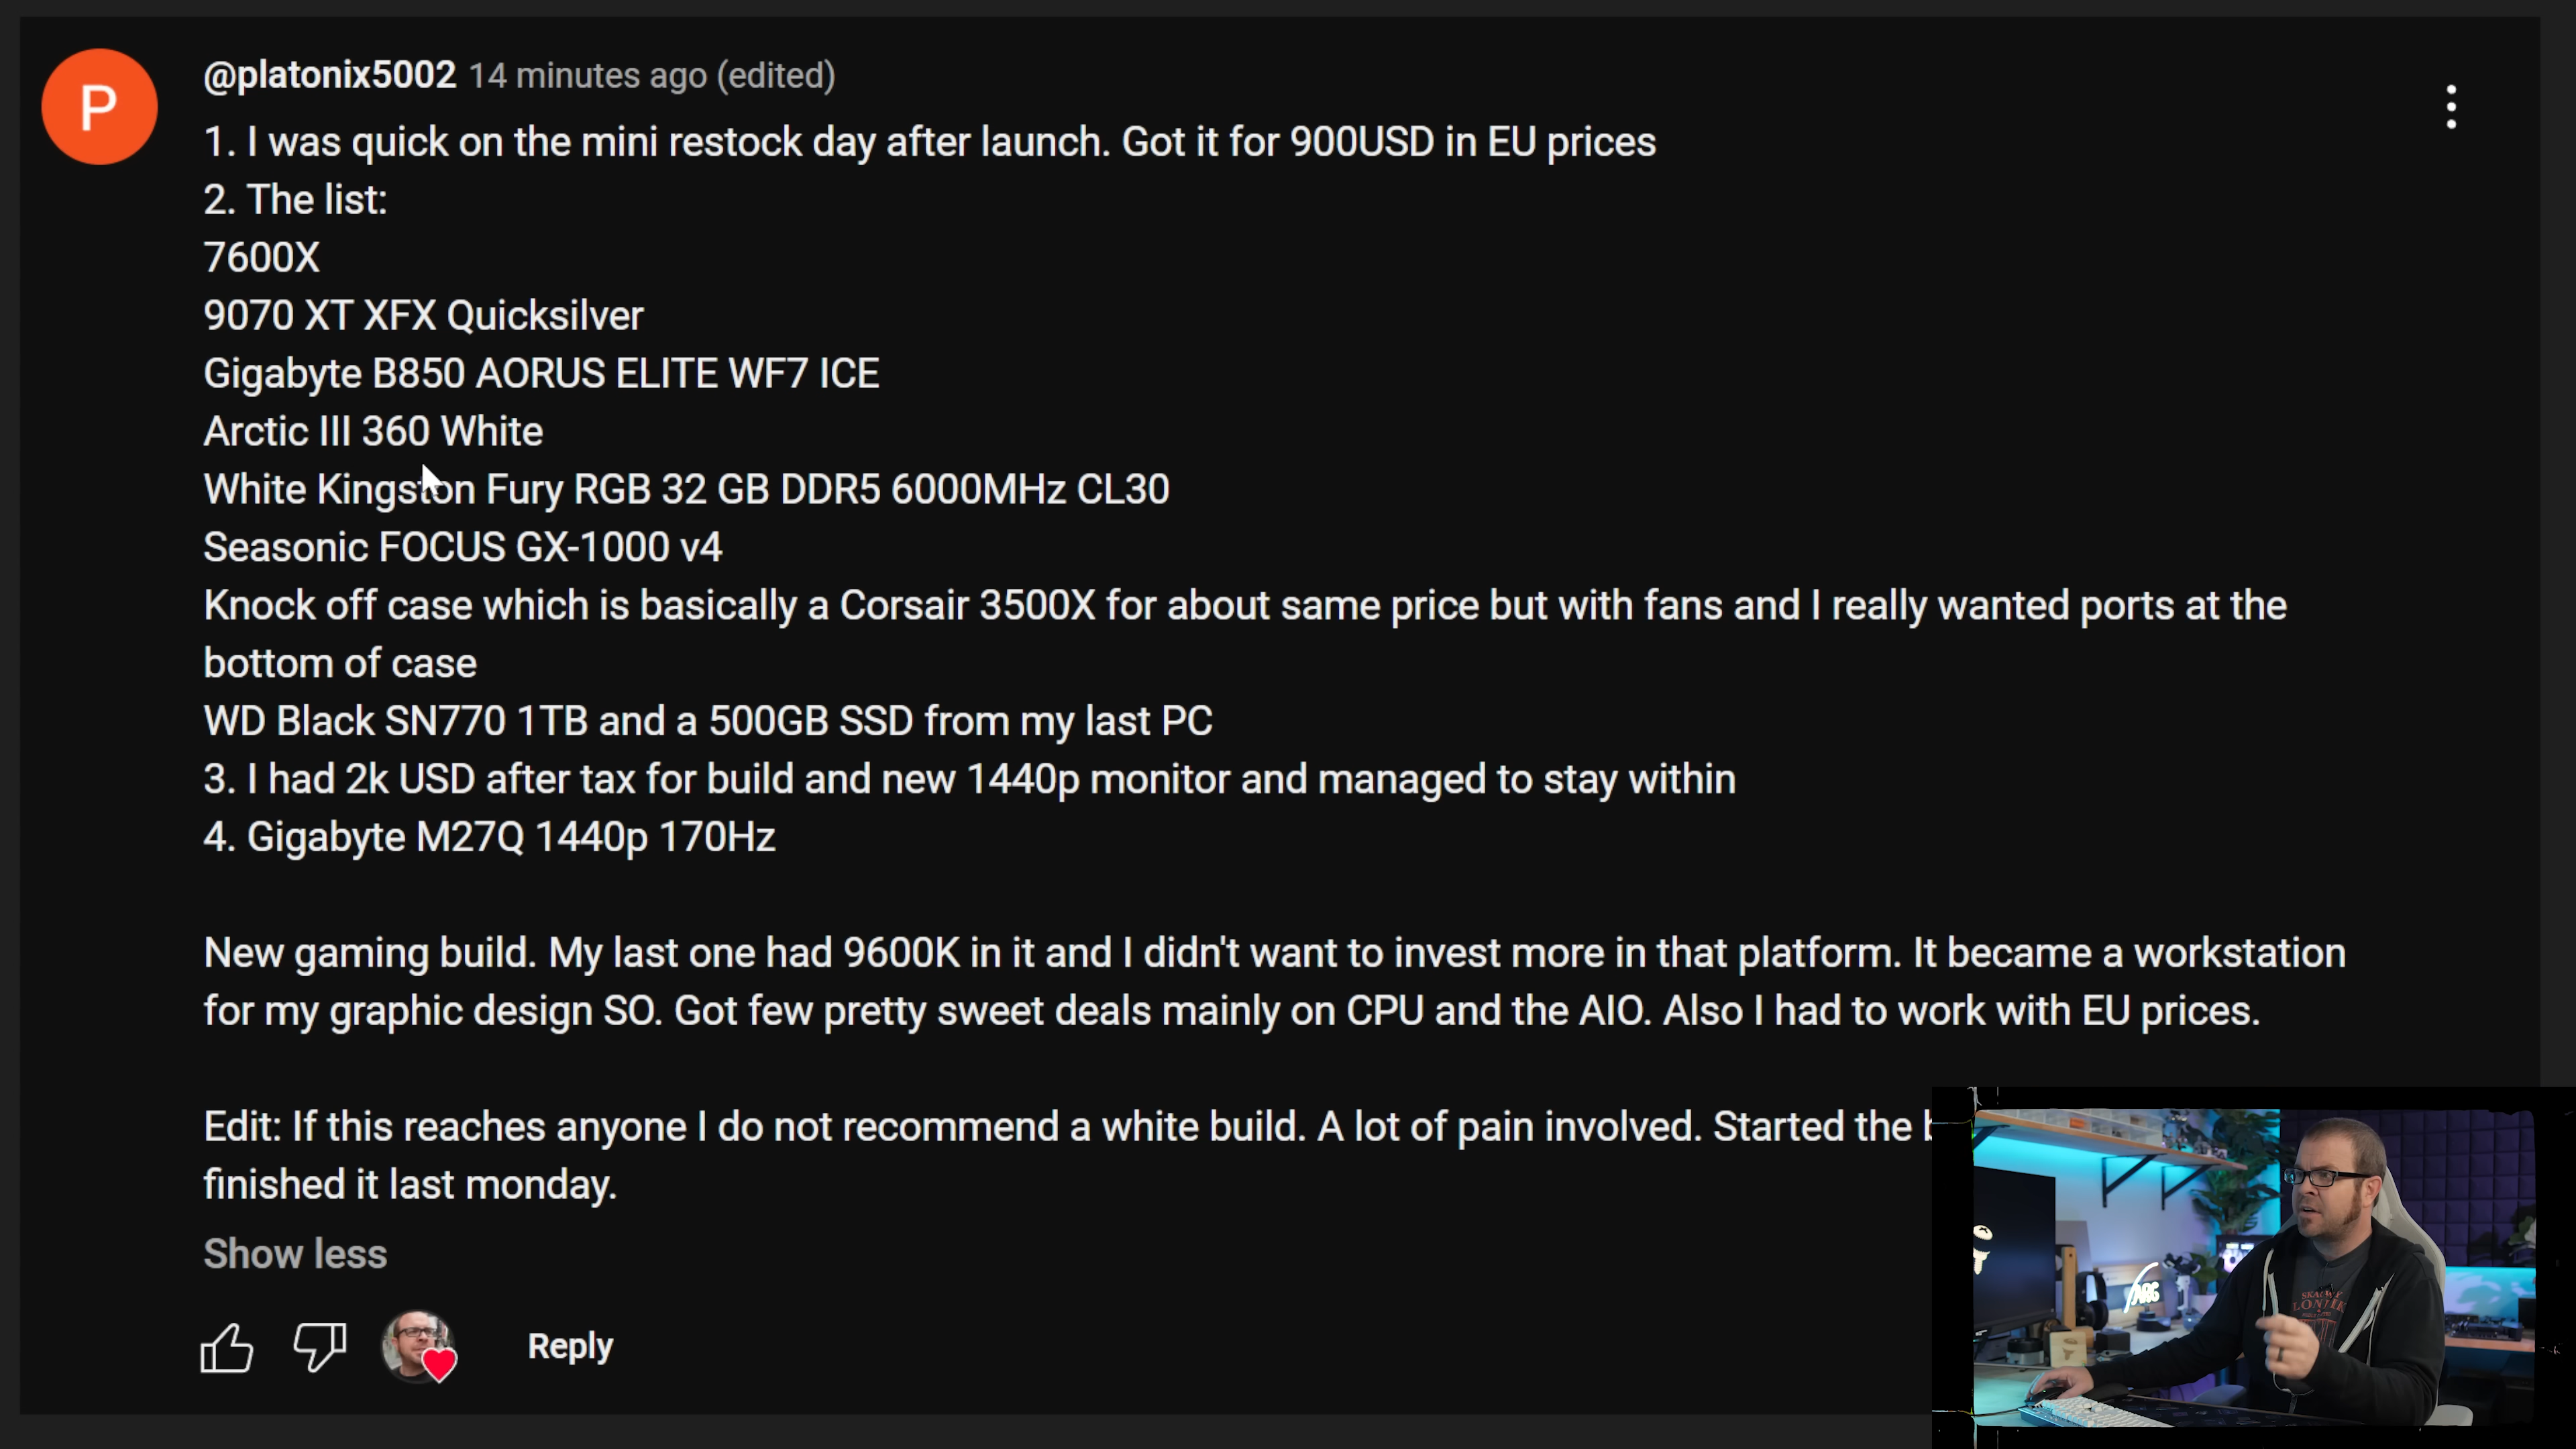 P
@platonix5002 14 minutes ago (edited)
1. I was quick on the mini restock day after launch. Got it for 900USD in EU prices
2. The list:
7600X
9070 XT XFX Quicksilver
Gigabyte B850 AORUS ELITE WF7 ICE
Arctic III 360 White
White Kingston Fury RGB 32 GB DDR5 6000MHz CL30
Seasonic FOCUS GX-1000 v4
Knock off case which is basically a Corsair 3500X for about same price but with fans and I really wanted ports at the
bottom of case
WD Black SN770 1TB and a 500GB SSD from my last PC
3. I had 2k USD after tax for build and new 1440p monitor and managed to stay within
4. Gigabyte M27Q 1440p 170Hz
New gaming build. My last one had 9600K in it and I didn't want to invest more in that platform. It became a workstation
for my graphic design SO. Got few pretty sweet deals mainly on CPU and the AIO. Also I had to work with EU prices.
Edit: If this reaches anyone I do not recommend a white build. A lot of pain involved. Started the
finished it last monday.
Show less
Reply